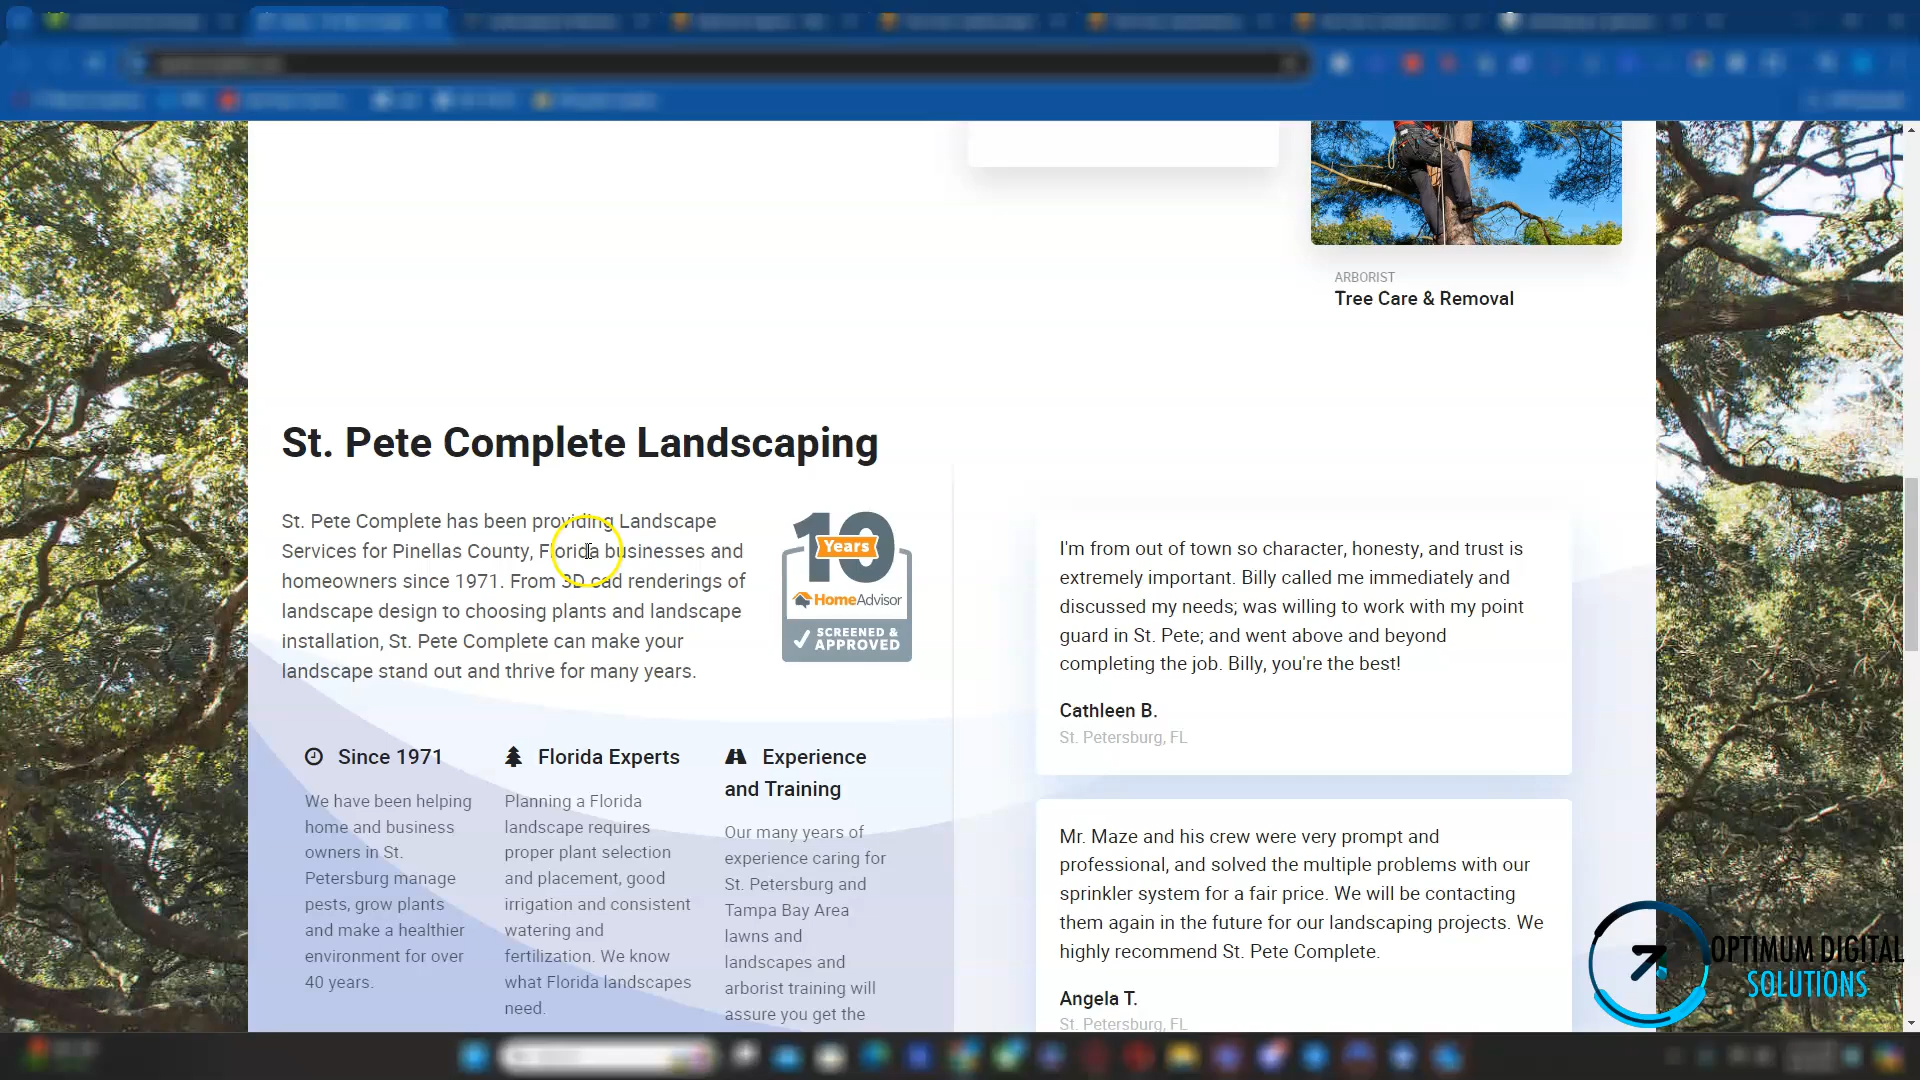 ARBORIST
Tree Care & Removal
St. Pete Complete Landscaping
St. Pete Complete has been providing Landscape
Services for Pinellas County, Florida businesses and
homeowners since 1971. From 3D cad renderings of
landscape design to choosing plants and landscape
installation, St. Pete Complete can make your
landscape stand out and thrive for many years.
10
Years
HomeAdvisor
SCREENED &
APPROVED
Since 1971
We have been helping
home and business
owners in St.
Petersburg manage
pests, grow plants
and make a healthier
environment for over
40 years.
Florida Experts
Planning a Florida
landscape requires
proper plant selection
and placement, good
irrigation and consistent
watering and
fertilization. We know
what Florida landscapes
need.
Experience
and Training
Our many years of
experience caring for
St. Petersburg and
Tampa Bay Area
lawns and
landscapes and
arborist training will
assure you get the
I'm from out of town so character, honesty, and trust is
extremely important. Billy called me immediately and
discussed my needs; was willing to work with my point
guard in St. Pete; and went above and beyond
completing the job. Billy, you're the best!
Cathleen B.
St. Petersburg, FL
Mr. Maze and his crew were very prompt and
professional, and solved the multiple problems with our
sprinkler system for a fair price. We will be contacting
them again in the future for our landscaping projects. We
highly recommend St. Pete Complete.
Angela T.
St. Petersburg, FL
OPTIMUM DIGITAL
SOLUTIONS